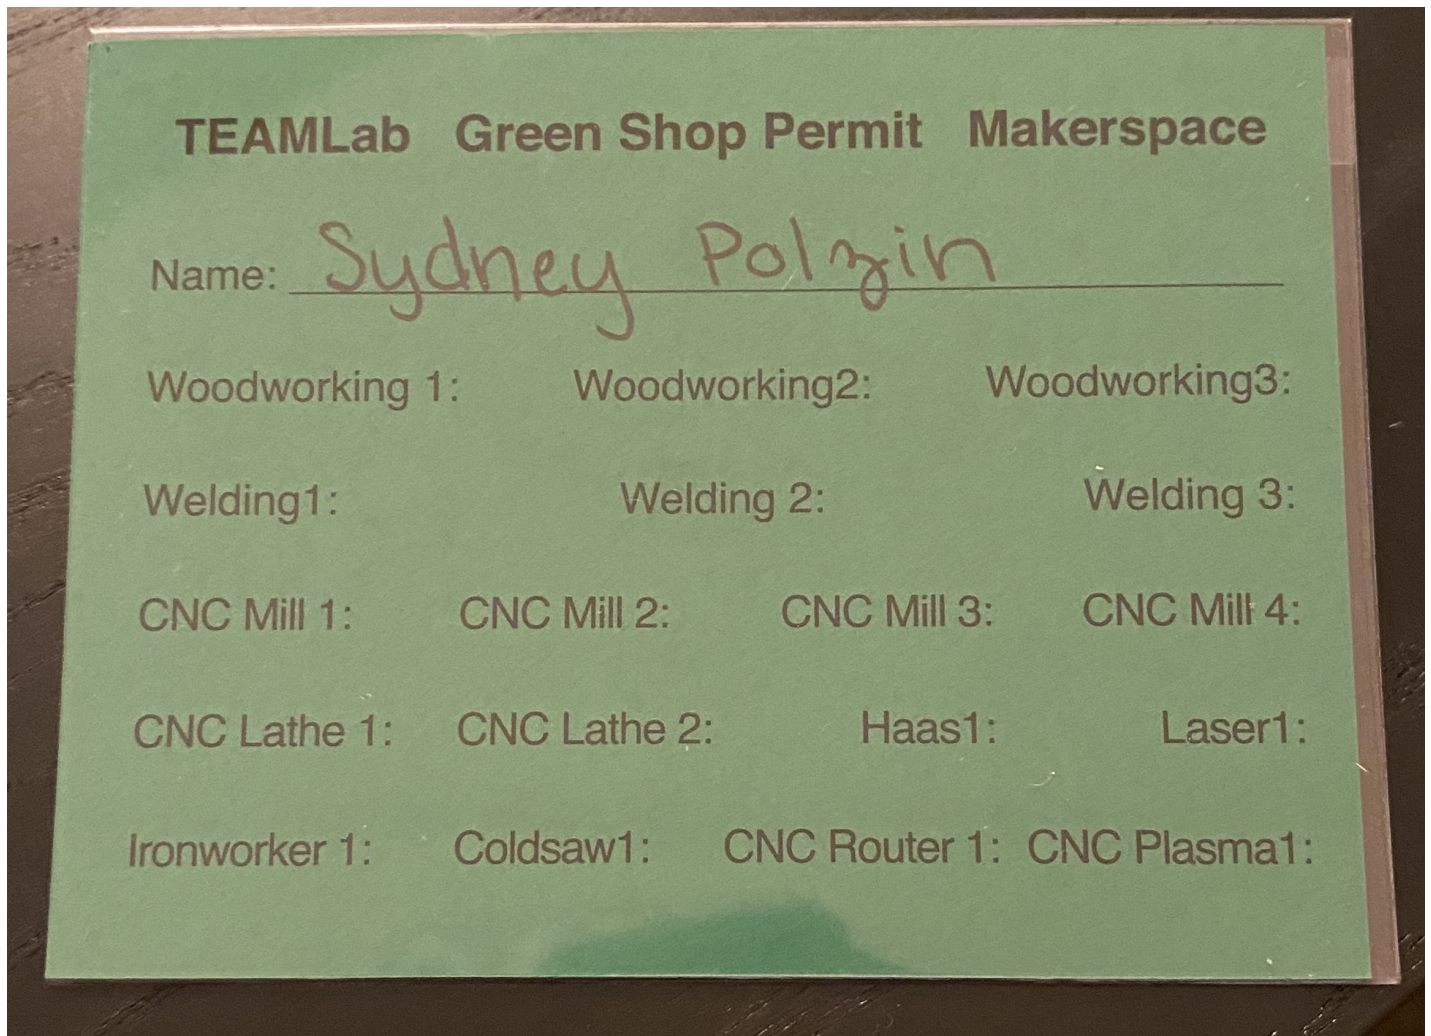 TEAMLab Green Shop Permit Makerspace
Name: Sydney Polzin
Woodworking 1: Woodworking2: Woodworking3:
Welding1: Welding 2: Welding 3:
CNC Mill 1: CNC Mill 2: CNC Mill 3: CNC Mill 4:
CNC Lathe 1: CNC Lathe 2: Haas1: Laser1:
Ironworker 1: Coldsaw1: CNC Router 1: CNC Plasma1: